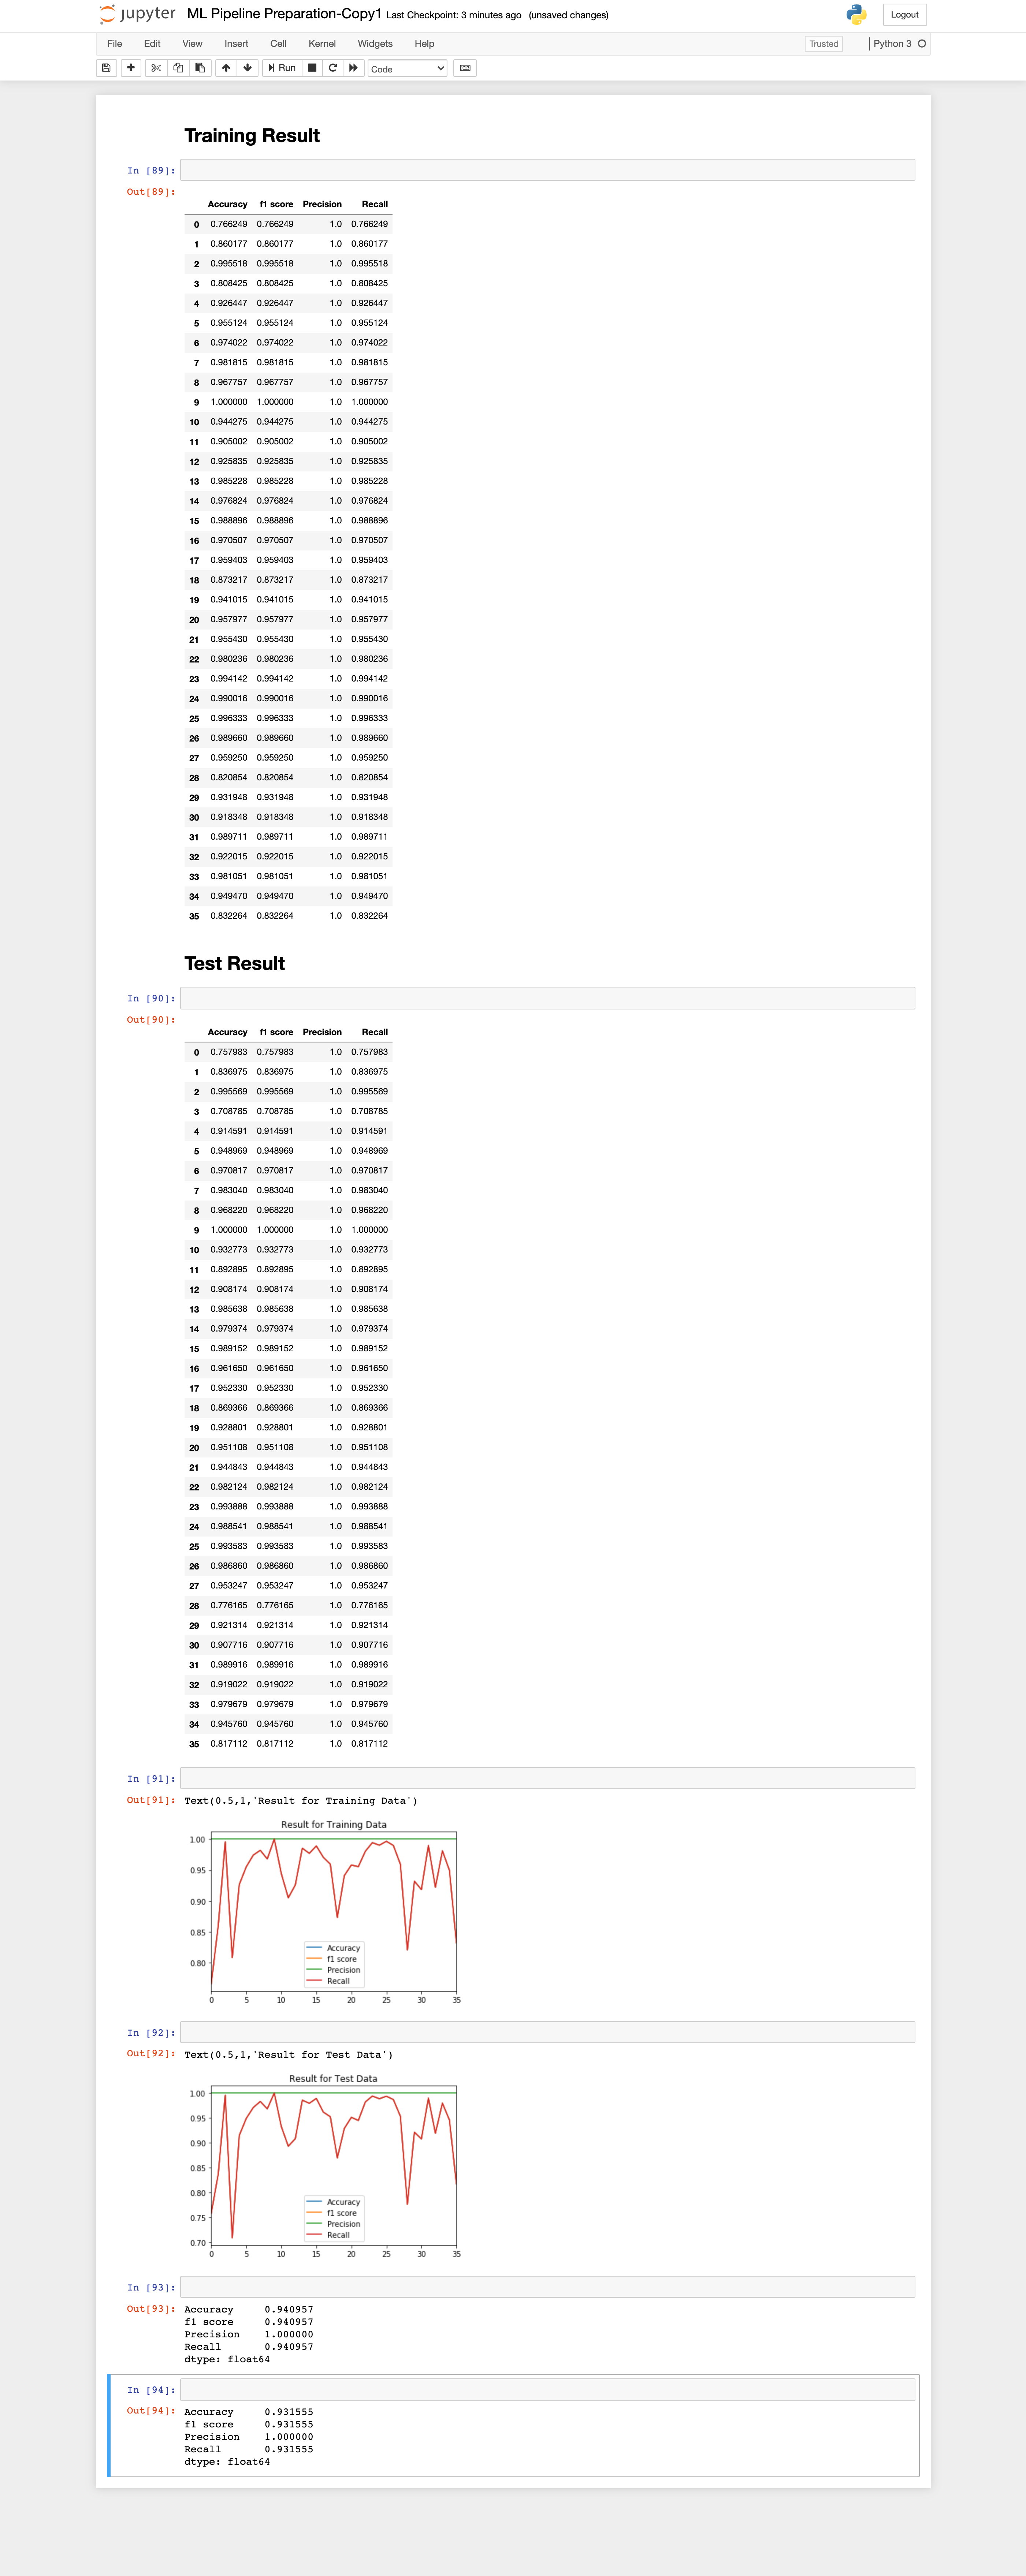 jupyter ML Pipeline Preparation-Copy1 Last Checkpoint: 3 minutes ago (unsaved changes) Logout
File Edit View Insert Cell Kernel Widgets Help Trusted Python 3
Run Code
Training Result
In [89]:
Out[89]:
Accuracy f1 score Precision Recall
0 0.766249 0.766249 1.0 0.766249
1 0.860177 0.860177 1.0 0.860177
2 0.995518 0.995518 1.0 0.995518
3 0.808425 0.808425 1.0 0.808425
4 0.926447 0.926447 1.0 0.926447
5 0.955124 0.955124 1.0 0.955124
6 0.974022 0.974022 1.0 0.974022
7 0.981815 0.981815 1.0 0.981815
8 0.967757 0.967757 1.0 0.967757
9 1.000000 1.000000 1.0 1.000000
10 0.944275 0.944275 1.0 0.944275
11 0.905002 0.905002 1.0 0.905002
12 0.925835 0.925835 1.0 0.925835
13 0.985228 0.985228 1.0 0.985228
14 0.976824 0.976824 1.0 0.976824
15 0.988896 0.988896 1.0 0.988896
16 0.970507 0.970507 1.0 0.970507
17 0.959403 0.959403 1.0 0.959403
18 0.873217 0.873217 1.0 0.873217
19 0.941015 0.941015 1.0 0.941015
20 0.957977 0.957977 1.0 0.957977
21 0.955430 0.955430 1.0 0.955430
22 0.980236 0.980236 1.0 0.980236
23 0.994142 0.994142 1.0 0.994142
24 0.990016 0.990016 1.0 0.990016
25 0.996333 0.996333 1.0 0.996333
26 0.989660 0.989660 1.0 0.989660
27 0.959250 0.959250 1.0 0.959250
28 0.820854 0.820854 1.0 0.820854
29 0.931948 0.931948 1.0 0.931948
30 0.918348 0.918348 1.0 0.918348
31 0.989711 0.989711 1.0 0.989711
32 0.922015 0.922015 1.0 0.922015
33 0.981051 0.981051 1.0 0.981051
34 0.949470 0.949470 1.0 0.949470
35 0.832264 0.832264 1.0 0.832264
Test Result
In [90]:
Out[90]:
Accuracy f1 score Precision Recall
0 0.757983 0.757983 1.0 0.757983
1 0.836975 0.836975 1.0 0.836975
2 0.995569 0.995569 1.0 0.995569
3 0.708785 0.708785 1.0 0.708785
4 0.914591 0.914591 1.0 0.914591
5 0.948969 0.948969 1.0 0.948969
6 0.970817 0.970817 1.0 0.970817
7 0.983040 0.983040 1.0 0.983040
8 0.968220 0.968220 1.0 0.968220
9 1.000000 1.000000 1.0 1.000000
10 0.932773 0.932773 1.0 0.932773
11 0.892895 0.892895 1.0 0.892895
12 0.908174 0.908174 1.0 0.908174
13 0.985638 0.985638 1.0 0.985638
14 0.979374 0.979374 1.0 0.979374
15 0.989152 0.989152 1.0 0.989152
16 0.961650 0.961650 1.0 0.961650
17 0.952330 0.952330 1.0 0.952330
18 0.869366 0.869366 1.0 0.869366
19 0.928801 0.928801 1.0 0.928801
20 0.951108 0.951108 1.0 0.951108
21 0.944843 0.944843 1.0 0.944843
22 0.982124 0.982124 1.0 0.982124
23 0.993888 0.993888 1.0 0.993888
24 0.988541 0.988541 1.0 0.988541
25 0.993583 0.993583 1.0 0.993583
26 0.986860 0.986860 1.0 0.986860
27 0.953247 0.953247 1.0 0.953247
28 0.776165 0.776165 1.0 0.776165
29 0.921314 0.921314 1.0 0.921314
30 0.907716 0.907716 1.0 0.907716
31 0.989916 0.989916 1.0 0.989916
32 0.919022 0.919022 1.0 0.919022
33 0.979679 0.979679 1.0 0.979679
34 0.945760 0.945760 1.0 0.945760
35 0.817112 0.817112 1.0 0.817112
In [91]:
Out[91]: Text(0.5,1,'Result for Training Data')
Result for Training Data
1.00
0.95
0.90
0.85
0.80
Accuracy
f1 score
Precision
Recall
0 5 10 15 20 25 30 35
In [92]:
Out[92]: Text(0.5,1,'Result for Test Data')
Result for Test Data
1.00
0.95
0.90
0.85
0.80
0.75
0.70
Accuracy
f1 score
Precision
Recall
0 5 10 15 20 25 30 35
In [93]:
Out[93]: Accuracy 0.940957
f1 score 0.940957
Precision 1.000000
Recall 0.940957
dtype: float64
In [94]:
Out[94]: Accuracy 0.931555
f1 score 0.931555
Precision 1.000000
Recall 0.931555
dtype: float64